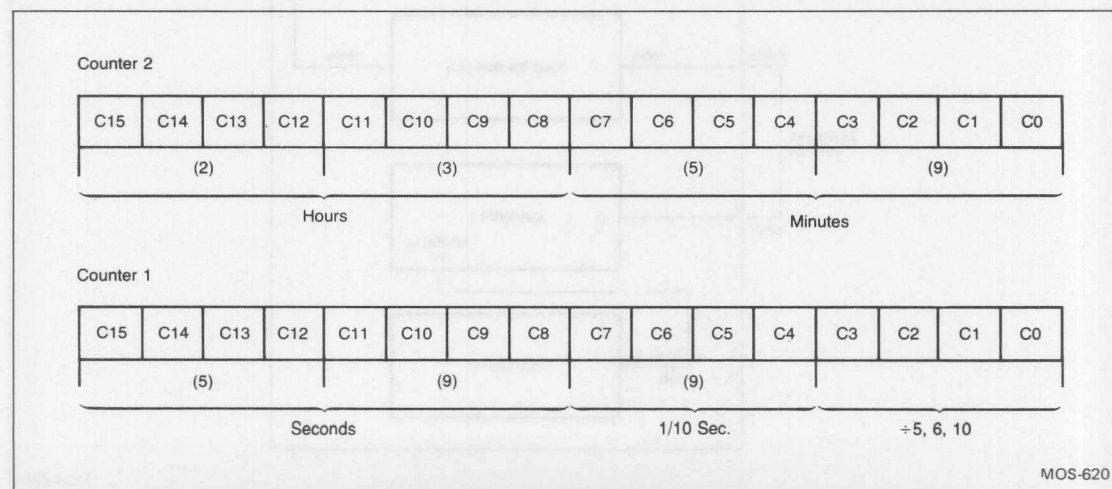 Counter 2
C15 C14 C13 C12 C11 C10 C9 C8 C7 C6 C5 C4 C3 C2 C1 C0
(2) (3) (5) (9)
Hours Minutes
Counter 1
C15 C14 C13 C12 C11 C10 C9 C8 C7 C6 C5 C4 C3 C2 C1 C0
(5) (9) (9)
Seconds 1/10 Sec. ÷5, 6, 10
MOS-620